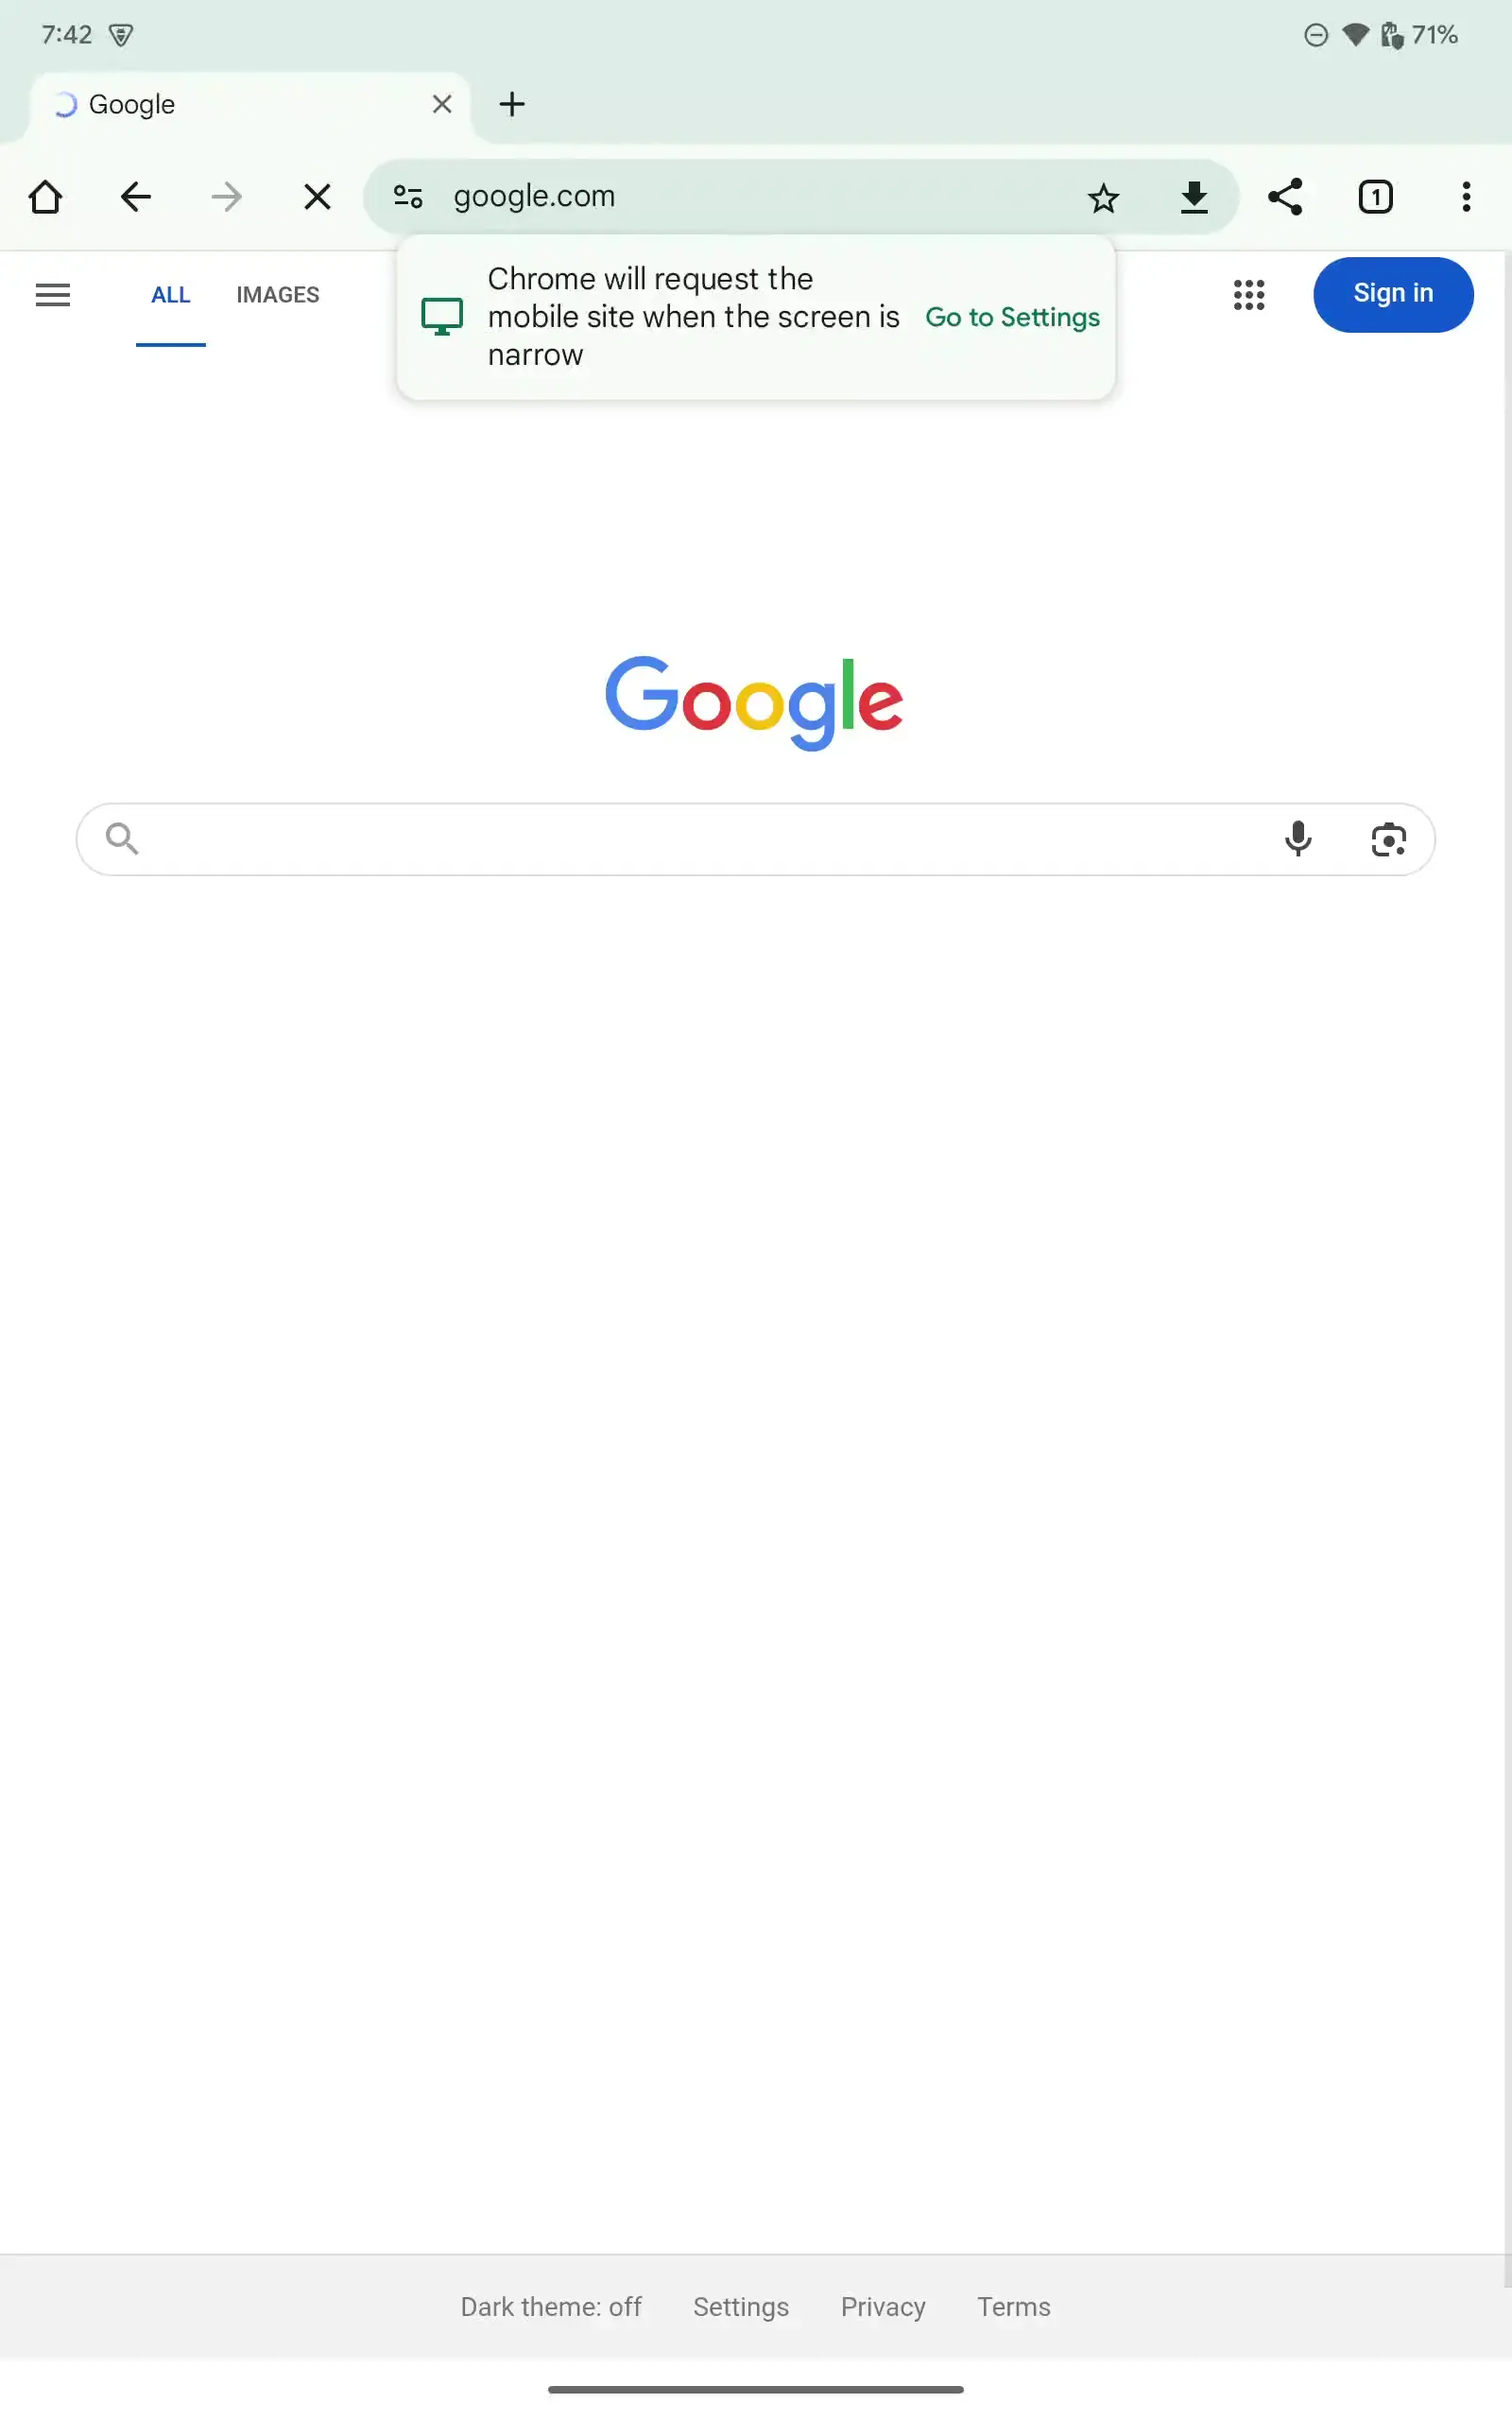 7:42
71%
Google
google.com
1
ALL
IMAGES
Chrome will request the
mobile site when the screen is
narrow
Go to Settings
Sign in
Google
Dark theme: off
Settings
Privacy
Terms